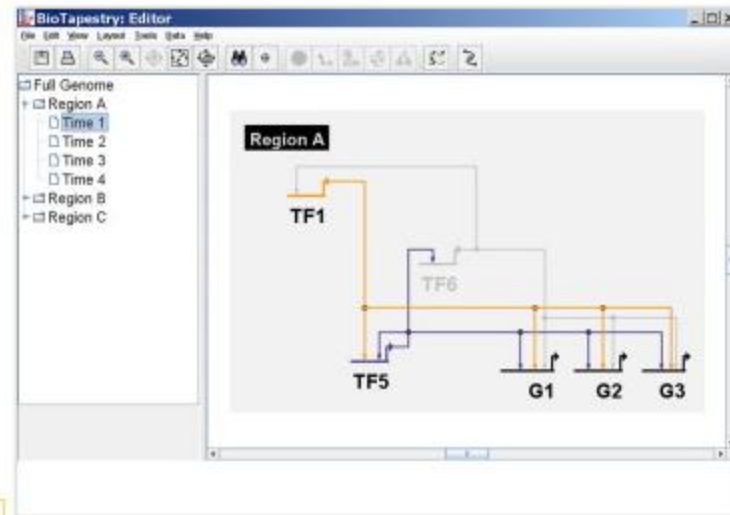 BioTapestry: Editor
File Edit View Layout Tools Data Help
Full Genome
Region A
Time 1
Time 2
Time 3
Time 4
Region B
Region C
Region A
TF1
TF6
TF5
G1
G2
G3